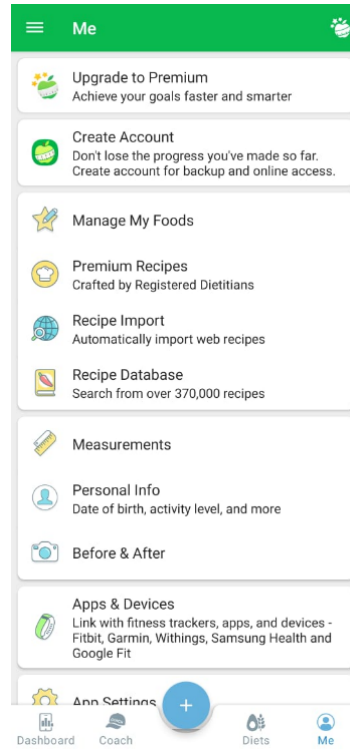 Me
Upgrade to Premium
Achieve your goals faster and smarter
Create Account
Don't lose the progress you've made so far.
Create account for backup and online access.
Manage My Foods
Premium Recipes
Crafted by Registered Dietitians
Recipe Import
Automatically import web recipes
Recipe Database
Search from over 370,000 recipes
Measurements
Personal Info
Date of birth, activity level, and more
Before & After
Apps & Devices
Link with fitness trackers, apps, and devices -
Fitbit, Garmin, Withings, Samsung Health and
Google Fit
App Settings
+
Dashboard Coach Diets Me